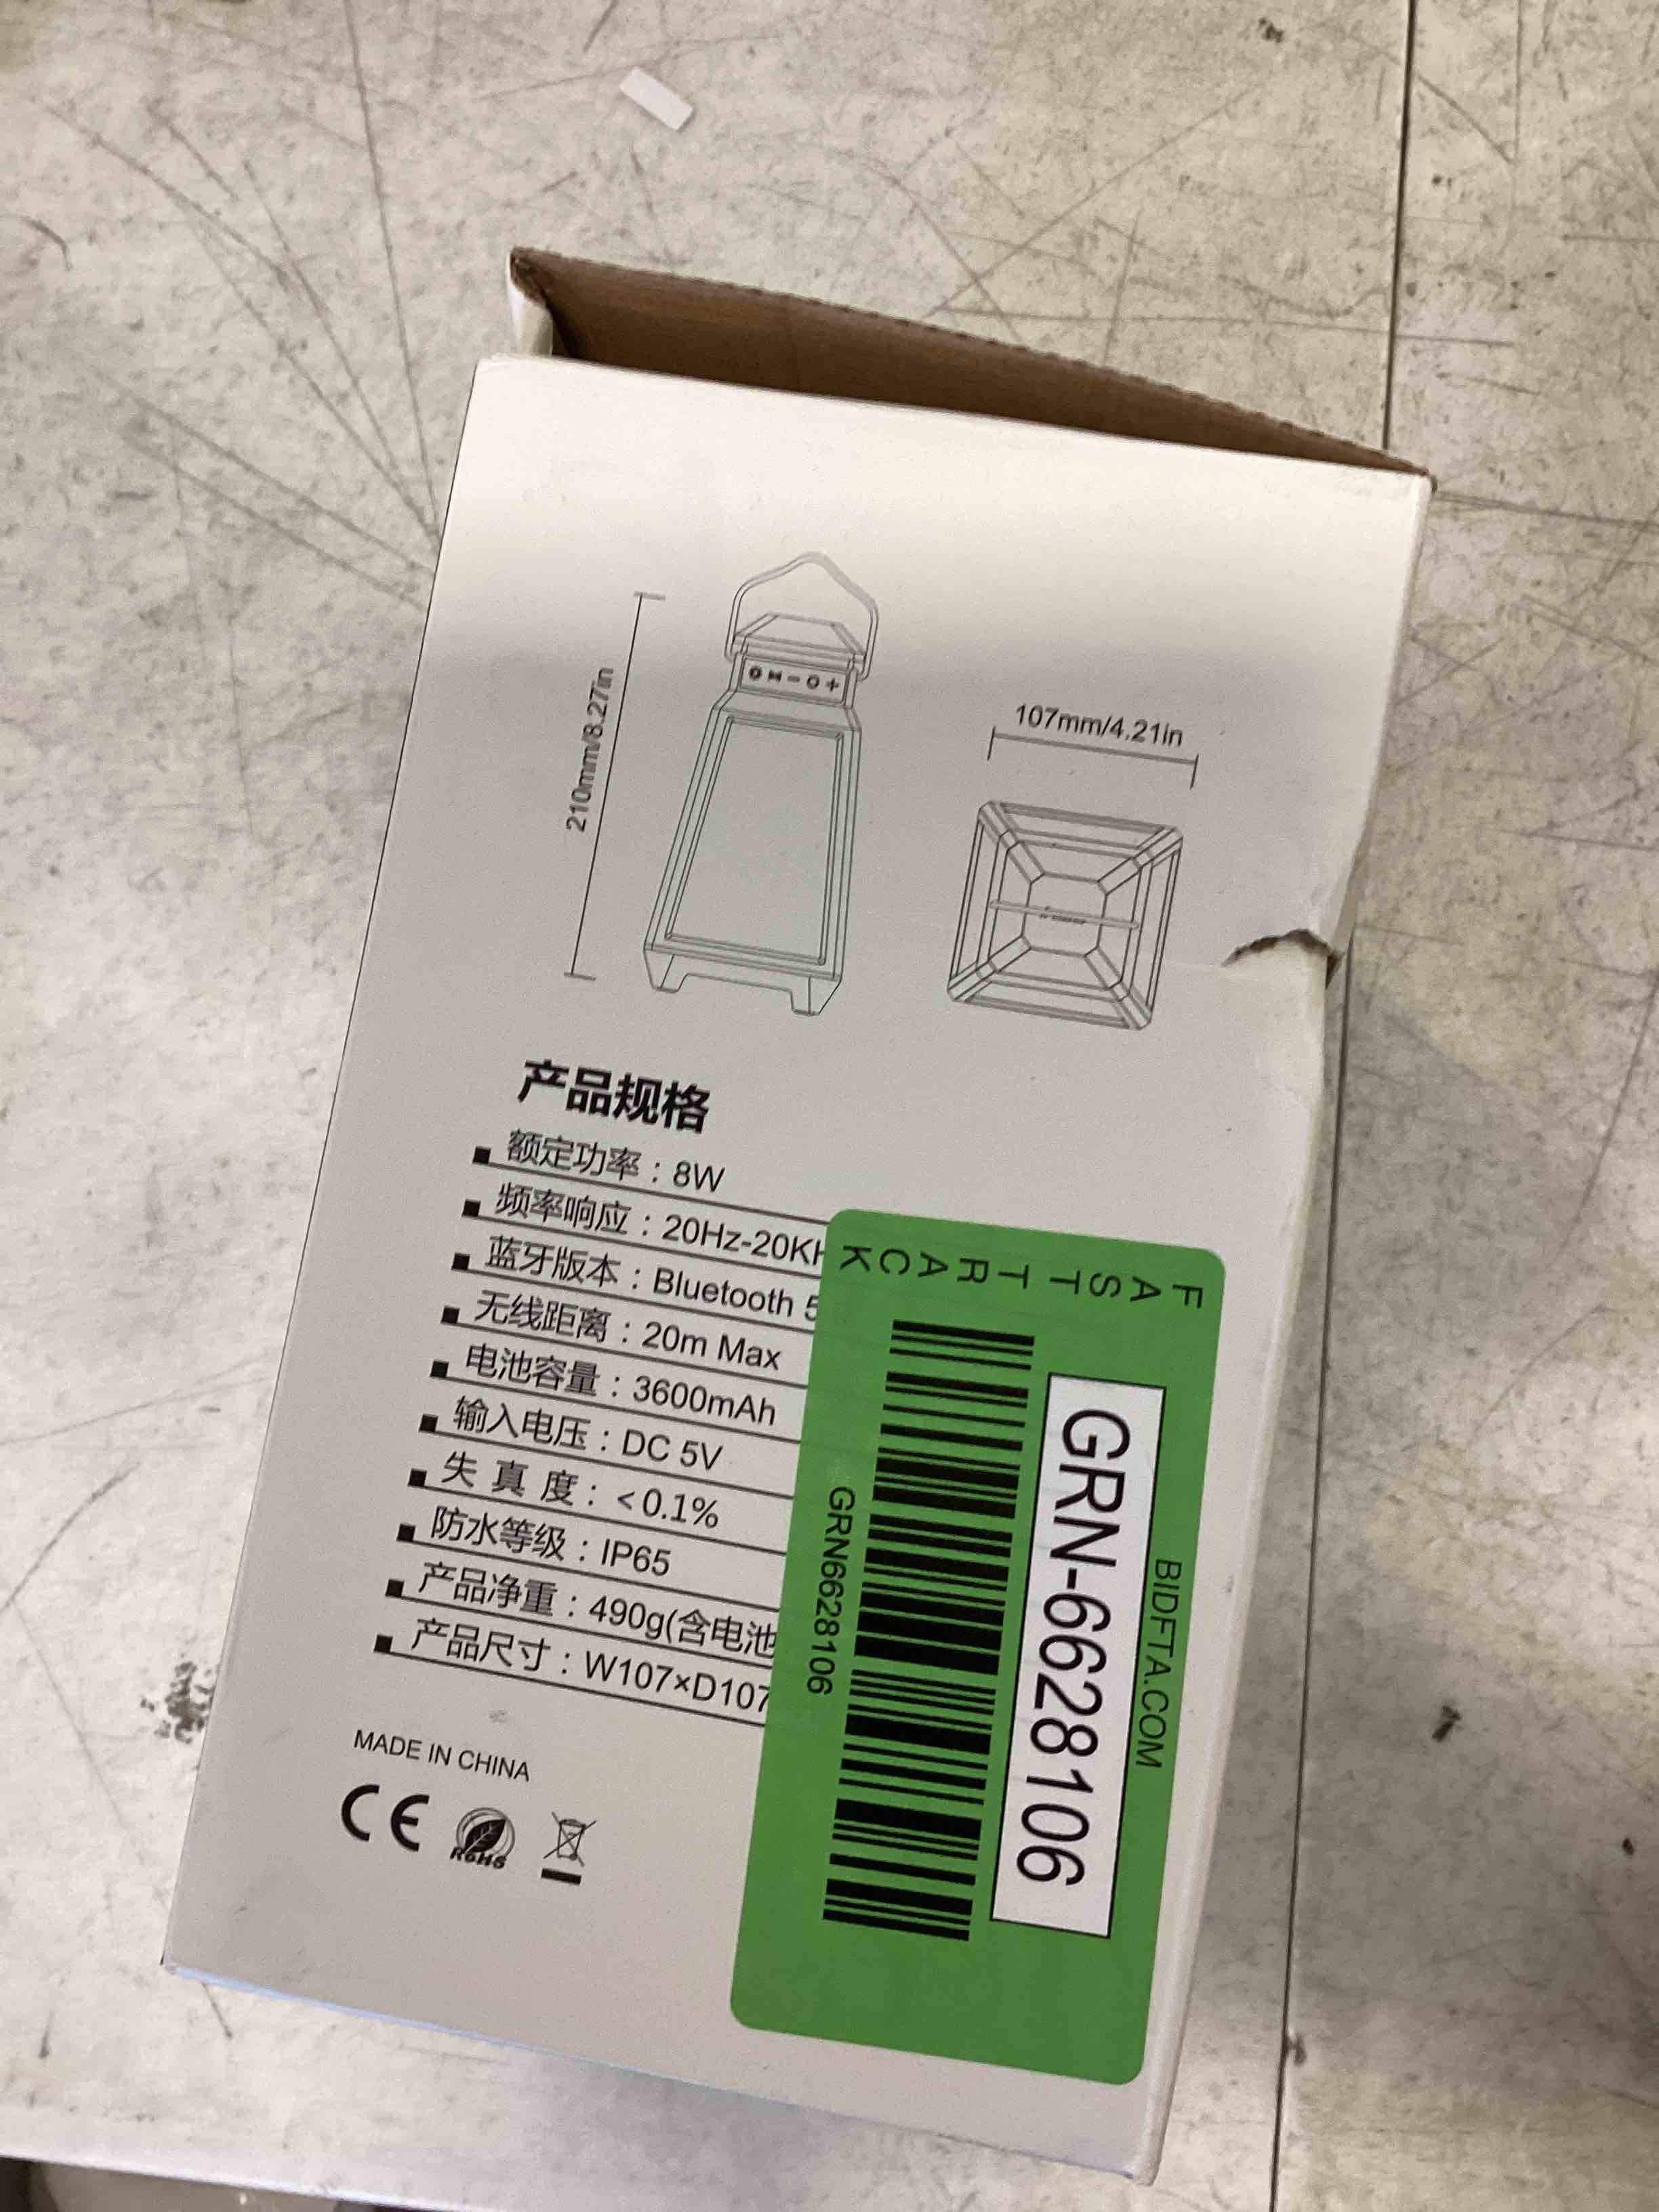 210mm/8.27in
107mm/4.21in
产品规格
额定功率：8W
频率响应：20Hz-20KH
蓝牙版本：Bluetooth 5
无线距离：20m Max
电池容量：3600mAh
输入电压：DC 5V
失 真 度：<0.1%
防水等级：IP65
产品净重：490g(含电池
产品尺寸：W107×D107
MADE IN CHINA
CE
RoHS
FAST TRACK
GRN6628106
GRN-6628106
BIDFTA.COM